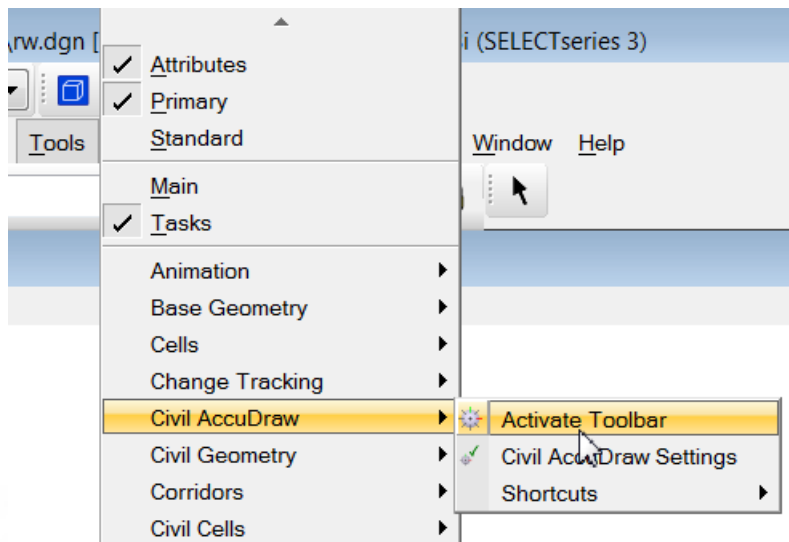 \rw.dgn [
i (SELECTseries 3)
Attributes
Primary
Standard
Tools
Window Help
Main
Tasks
Animation
Base Geometry
Cells
Change Tracking
Civil AccuDraw
Activate Toolbar
Civil Geometry
Civil AccuDraw Settings
Corridors
Shortcuts
Civil Cells